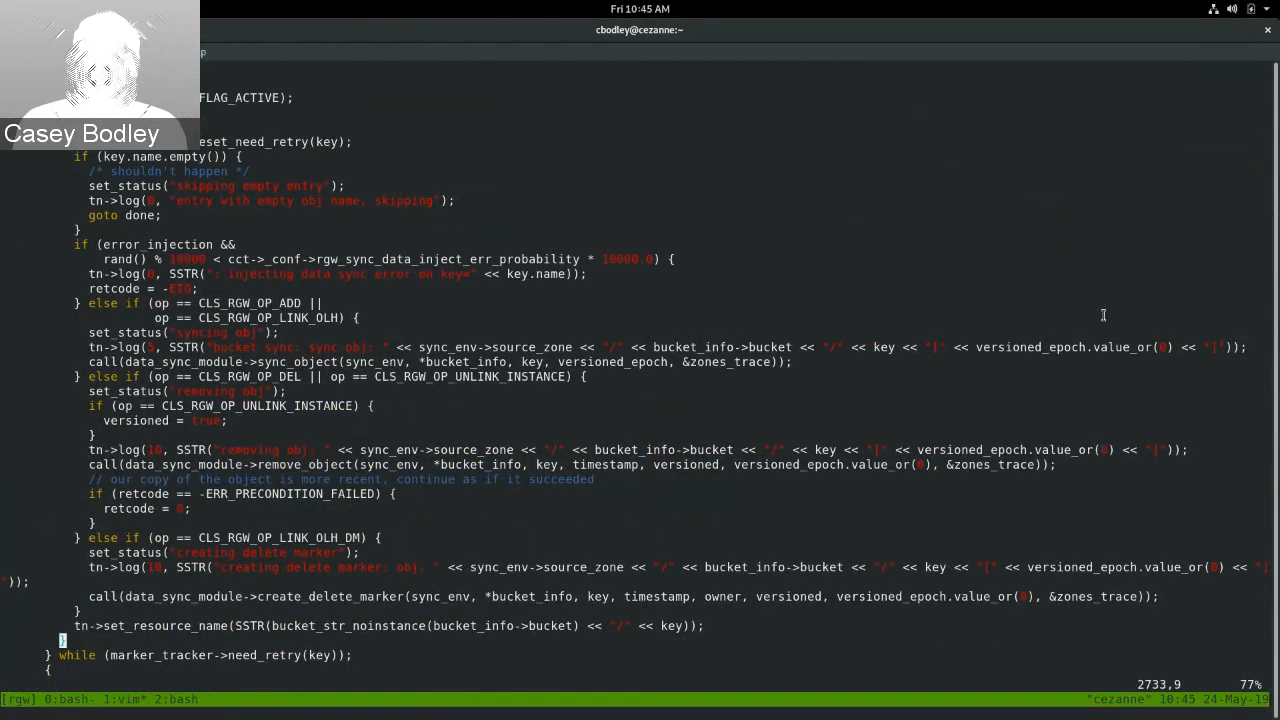 Fri 10:45 AM
cbodley@cezanne:~
p
FLAG_ACTIVE);
eset_need_retry(key);
if (key.name.empty()) {
/* shouldn't happen */
set_status("skipping empty entry");
tn->log(0, "entry with empty obj name, skipping");
goto done;
}
if (error_injection &&
rand() % 10000 < cct->_conf->rgw_sync_data_inject_err_probability * 10000.0) {
tn->log(0, SSTR(": injecting data sync error on key=" << key.name));
retcode = -EIO;
} else if (op == CLS_RGW_OP_ADD ||
op == CLS_RGW_OP_LINK_OLH) {
set_status("syncing obj");
tn->log(5, SSTR("bucket sync: sync obj: " << sync_env->source_zone << "/" << bucket_info->bucket << "/" << key << "[" << versioned_epoch.value_or(0) << "]"));
call(data_sync_module->sync_object(sync_env, *bucket_info, key, versioned_epoch, &zones_trace));
} else if (op == CLS_RGW_OP_DEL || op == CLS_RGW_OP_UNLINK_INSTANCE) {
set_status("removing obj");
if (op == CLS_RGW_OP_UNLINK_INSTANCE) {
versioned = true;
}
tn->log(10, SSTR("removing obj: " << sync_env->source_zone << "/" << bucket_info->bucket << "/" << key << "[" << versioned_epoch.value_or(0) << "]"));
call(data_sync_module->remove_object(sync_env, *bucket_info, key, timestamp, versioned, versioned_epoch.value_or(0), &zones_trace));
// our copy of the object is more recent, continue as if it succeeded
if (retcode == -ERR_PRECONDITION_FAILED) {
retcode = 0;
}
} else if (op == CLS_RGW_OP_LINK_OLH_DM) {
set_status("creating delete marker");
tn->log(10, SSTR("creating delete marker: obj: " << sync_env->source_zone << "/" << bucket_info->bucket << "/" << key << "[" << versioned_epoch.value_or(0) << "]
"));
call(data_sync_module->create_delete_marker(sync_env, *bucket_info, key, timestamp, owner, versioned, versioned_epoch.value_or(0), &zones_trace));
}
tn->set_resource_name(SSTR(bucket_str_noinstance(bucket_info->bucket) << "/" << key));
}
} while (marker_tracker->need_retry(key));
{
2733,9 77%
[rgw] 0:bash- 1:vim* 2:bash "cezanne" 10:45 24-May-19
Casey Bodley